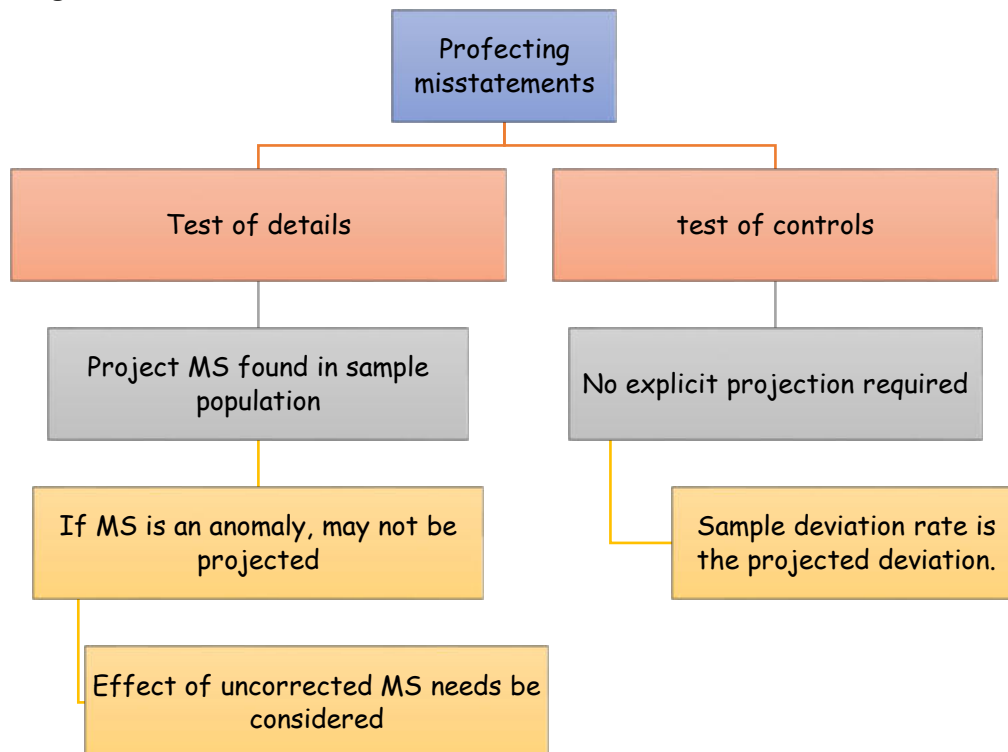 Profecting
misstatements
Test of details
test of controls
Project MS found in sample
population
No explicit projection required
If MS is an anomaly, may not be
projected
Sample deviation rate is
the projected deviation.
Effect of uncorrected MS needs be
considered